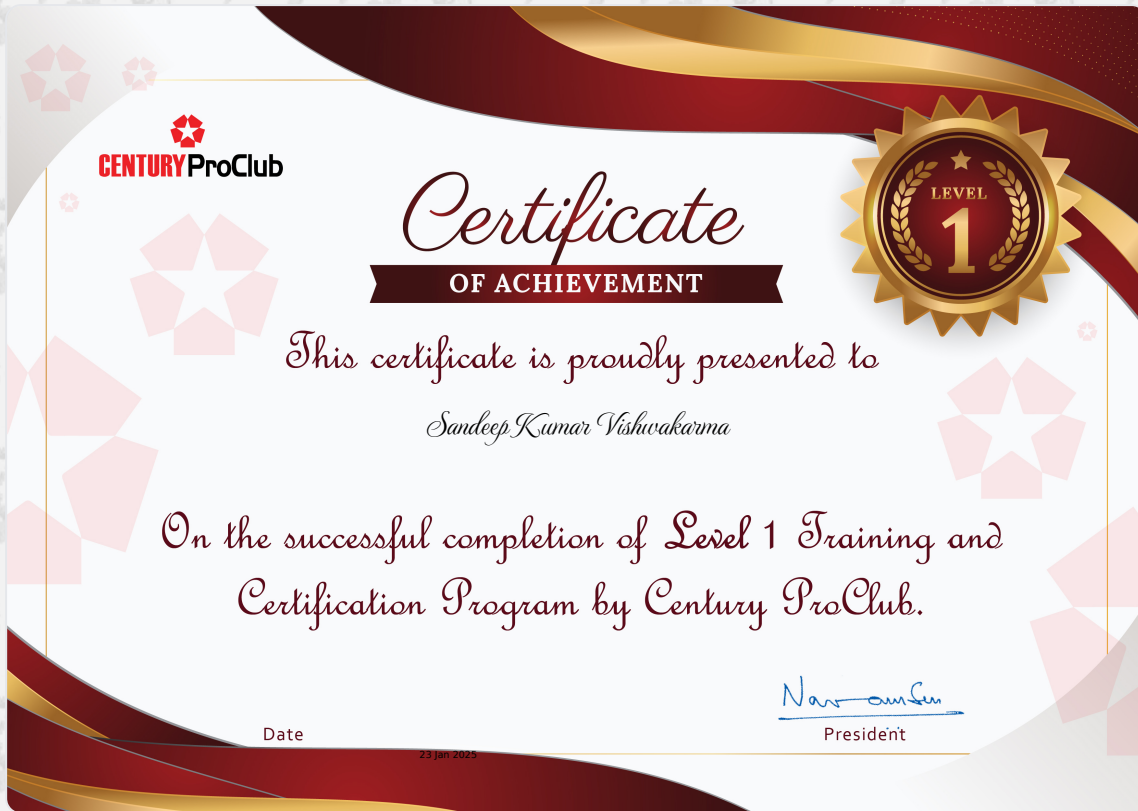 CENTURY ProClub
LEVEL
1
Certificate
OF ACHIEVEMENT
This certificate is proudly presented to
Sandeep Kumar Vishwakarma
On the successful completion of Level 1 Training and
Certification Program by Century ProClub.
Date
President
23 Jan 2025